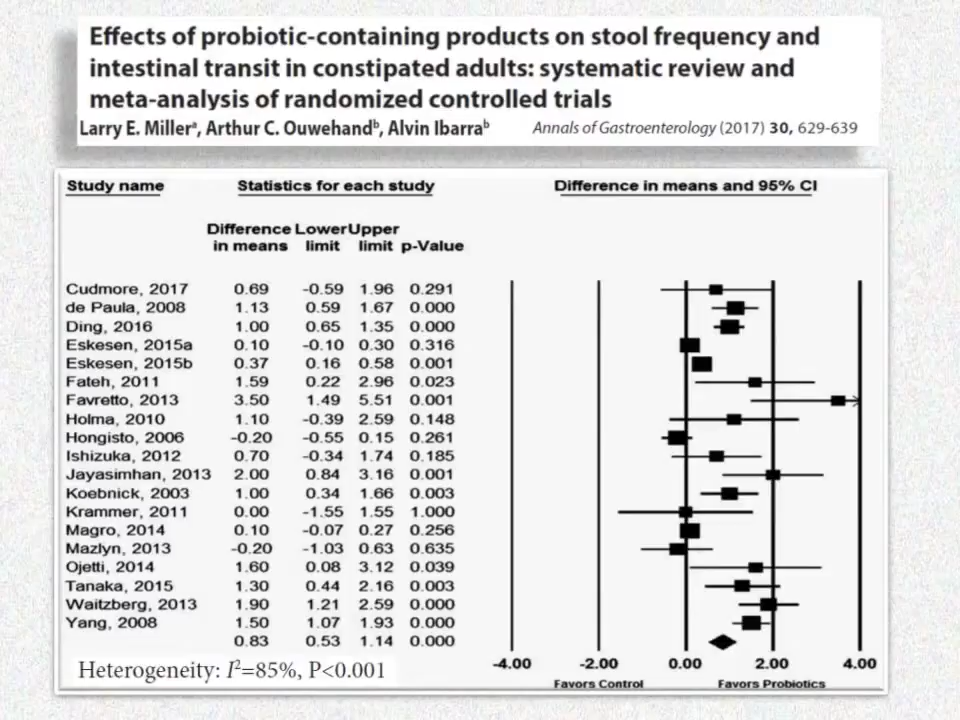 Effects of probiotic-containing products on stool frequency and
intestinal transit in constipated adults: systematic review and
meta-analysis of randomized controlled trials
Larry E. Millerᵃ, Arthur C. Ouwehandᵇ, Alvin Ibarraᵇ Annals of Gastroenterology (2017) 30, 629-639
Study name Statistics for each study Difference in means and 95% CI
Difference Lower Upper
in means limit limit p-Value
Cudmore, 2017 0.69 -0.59 1.96 0.291
de Paula, 2008 1.13 0.59 1.67 0.000
Ding, 2016 1.00 0.65 1.35 0.000
Eskesen, 2015a 0.10 -0.10 0.30 0.316
Eskesen, 2015b 0.37 0.16 0.58 0.001
Fateh, 2011 1.59 0.22 2.96 0.023
Favretto, 2013 3.50 1.49 5.51 0.001
Holma, 2010 1.10 -0.39 2.59 0.148
Hongisto, 2006 -0.20 -0.55 0.15 0.261
Ishizuka, 2012 0.70 -0.34 1.74 0.185
Jayasimhan, 2013 2.00 0.84 3.16 0.001
Koebnick, 2003 1.00 0.34 1.66 0.003
Krammer, 2011 0.00 -1.55 1.55 1.000
Magro, 2014 0.10 -0.07 0.27 0.256
Mazlyn, 2013 -0.20 -1.03 0.63 0.635
Ojetti, 2014 1.60 0.08 3.12 0.039
Tanaka, 2015 1.30 0.44 2.16 0.003
Waitzberg, 2013 1.90 1.21 2.59 0.000
Yang, 2008 1.50 1.07 1.93 0.000
0.83 0.53 1.14 0.000
-4.00 -2.00 0.00 2.00 4.00
Heterogeneity: I²=85%, P<0.001
Favors Control Favors Probiotics